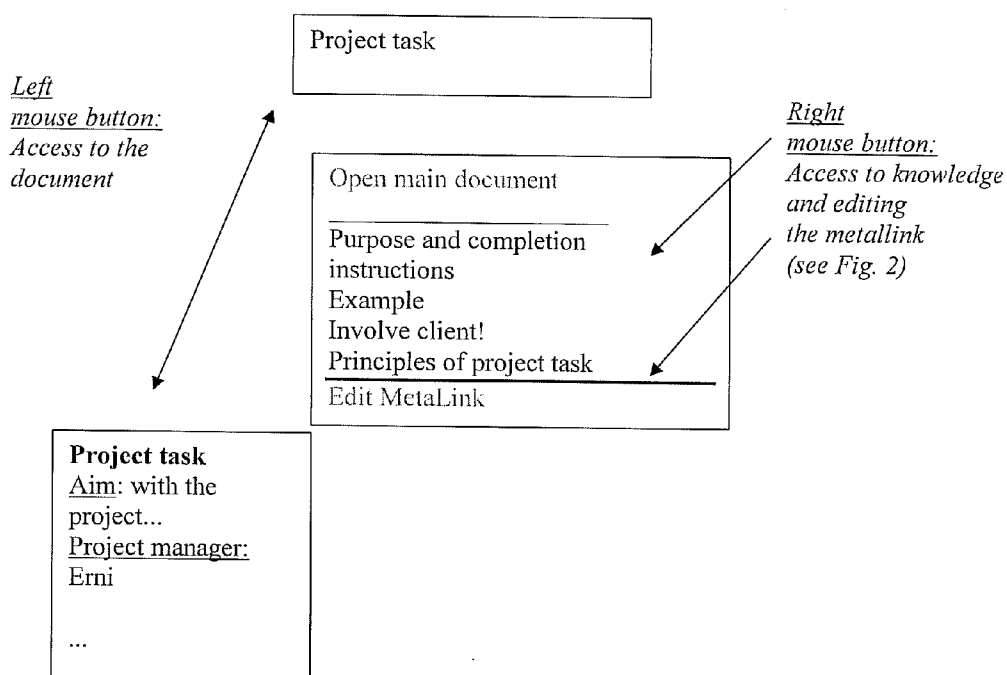 Project task
Left
mouse button:
Access to the
document
Right
mouse button:
Access to knowledge
and editing
the metallink
(see Fig. 2)
Open main document
Purpose and completion
instructions
Example
Involve client!
Principles of project task
Edit MetaLink
Project task
Aim: with the
project...
Project manager:
Erni
...